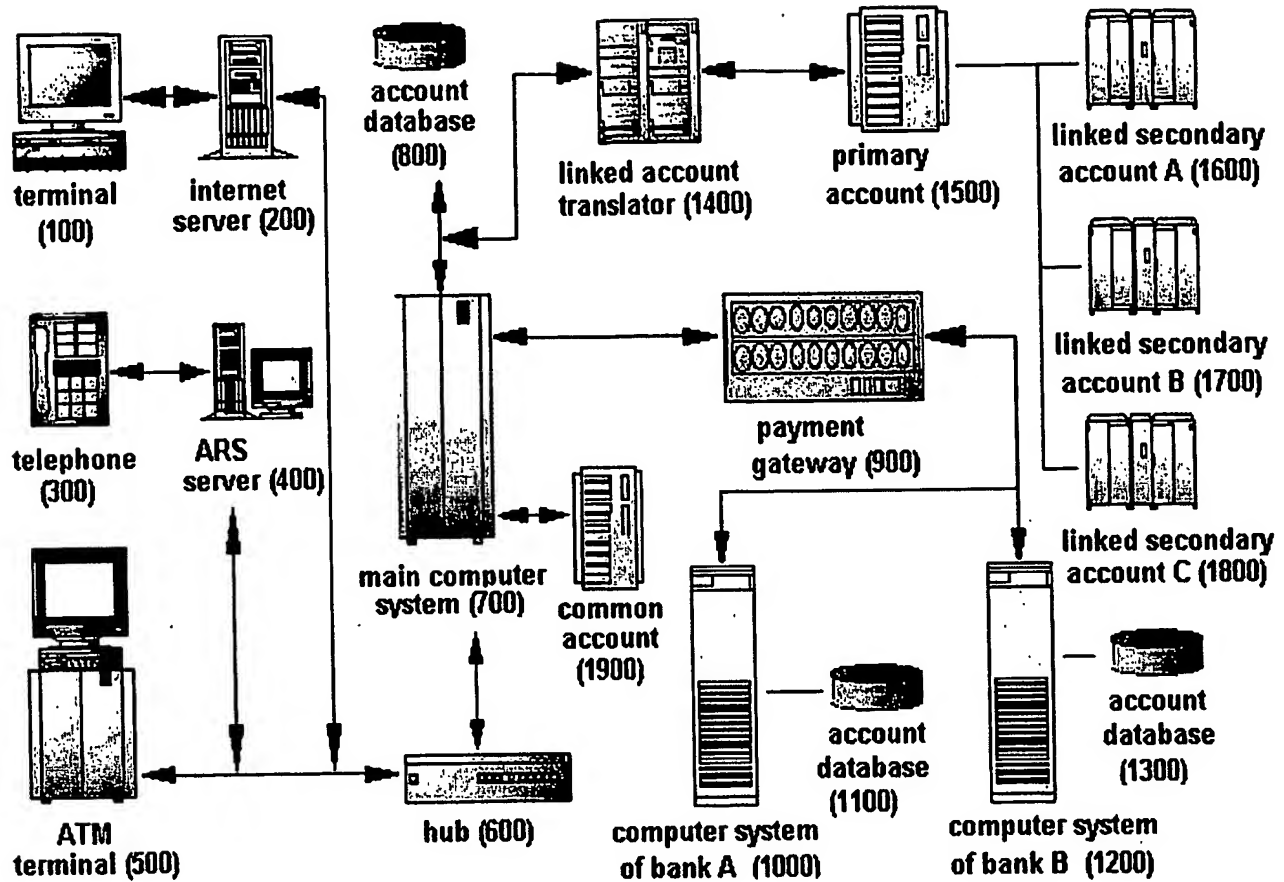 terminal
(100)
internet
server (200)
account
database
(800)
linked account
translator (1400)
primary
account (1500)
linked secondary
account A (1600)
telephone
(300)
ARS
server (400)
main computer
system (700)
common
account
(1900)
payment
gateway (900)
linked secondary
account B (1700)
linked secondary
account C (1800)
ATM
terminal (500)
hub (600)
computer system
of bank A (1000)
account
database
(1100)
computer system
of bank B (1200)
account
database
(1300)